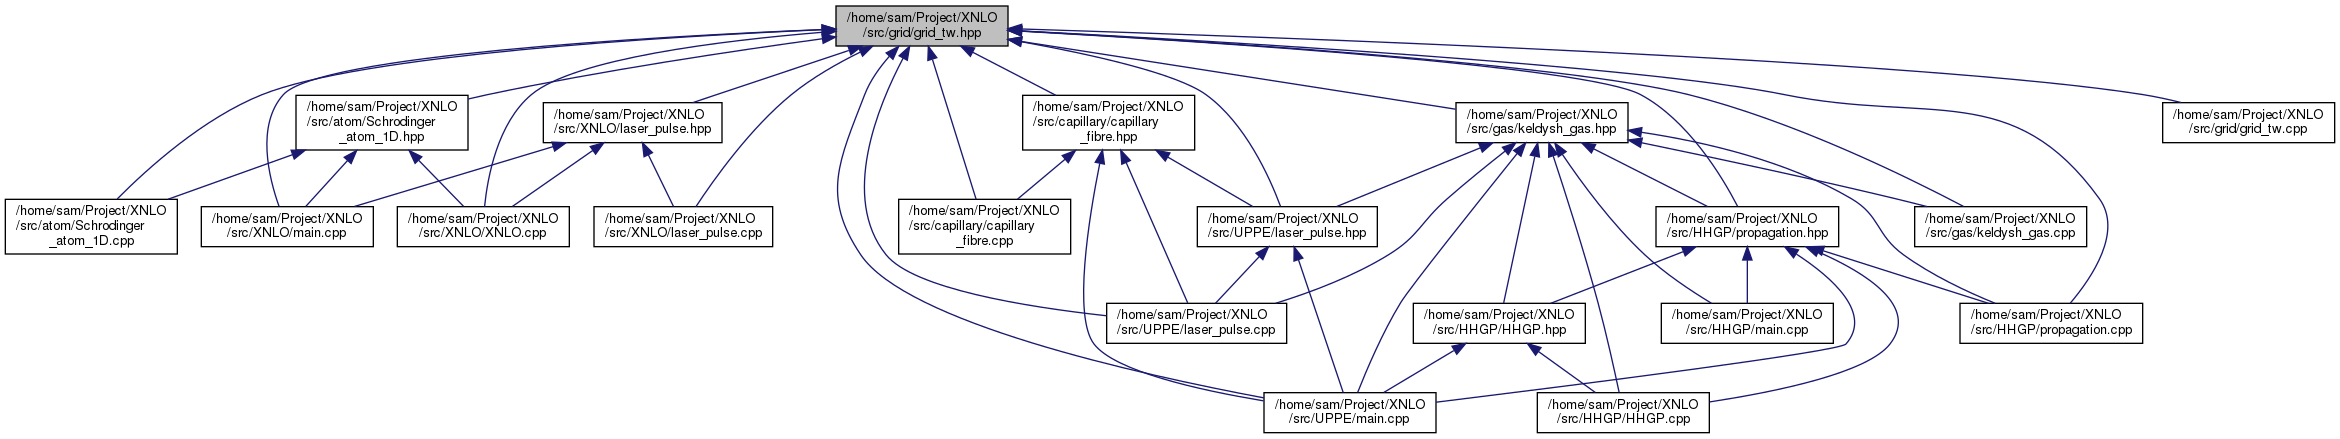 /home/sam/Project/XNLO
/src/grid/grid_tw.hpp
/home/sam/Project/XNLO
/src/atom/Schrodinger
_atom_1D.hpp
/home/sam/Project/XNLO
/src/XNLO/laser_pulse.hpp
/home/sam/Project/XNLO
/src/capillary/capillary
_fibre.hpp
/home/sam/Project/XNLO
/src/gas/keldysh_gas.hpp
/home/sam/Project/XNLO
/src/grid/grid_tw.cpp
/home/sam/Project/XNLO
/src/atom/Schrodinger
_atom_1D.cpp
/home/sam/Project/XNLO
/src/XNLO/main.cpp
/home/sam/Project/XNLO
/src/XNLO/XNLO.cpp
/home/sam/Project/XNLO
/src/XNLO/laser_pulse.cpp
/home/sam/Project/XNLO
/src/capillary/capillary
_fibre.cpp
/home/sam/Project/XNLO
/src/UPPE/laser_pulse.hpp
/home/sam/Project/XNLO
/src/HHGP/propagation.hpp
/home/sam/Project/XNLO
/src/gas/keldysh_gas.cpp
/home/sam/Project/XNLO
/src/UPPE/laser_pulse.cpp
/home/sam/Project/XNLO
/src/HHGP/HHGP.hpp
/home/sam/Project/XNLO
/src/HHGP/main.cpp
/home/sam/Project/XNLO
/src/HHGP/propagation.cpp
/home/sam/Project/XNLO
/src/UPPE/main.cpp
/home/sam/Project/XNLO
/src/HHGP/HHGP.cpp